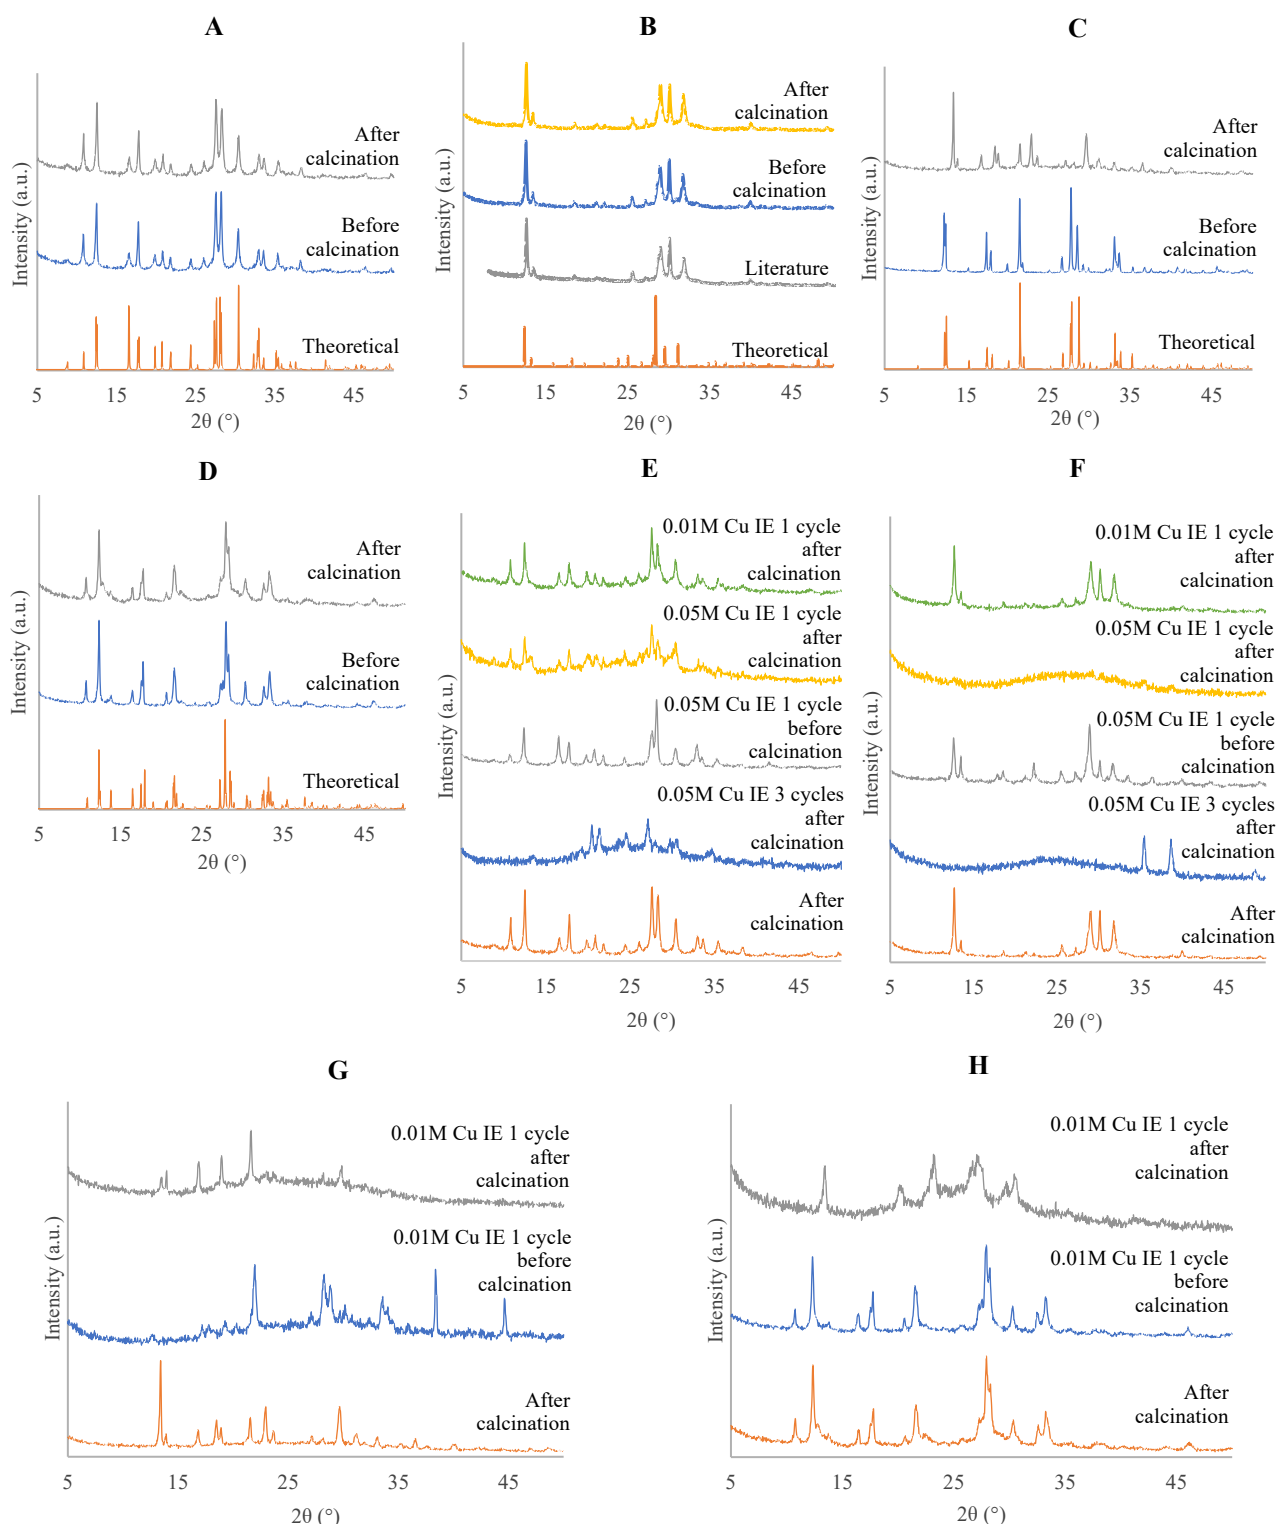 A
After
calcination
Before
calcination
Theoretical
Intensity (a.u.)
5
15
25
35
45
2θ (°)
B
After
calcination
Before
calcination
Literature
Theoretical
Intensity (a.u.)
5
15
25
35
45
2θ (°)
C
After
calcination
Before
calcination
Theoretical
Intensity (a.u.)
5
15
25
35
45
2θ (°)
D
After
calcination
Before
calcination
Theoretical
Intensity (a.u.)
5
15
25
35
45
2θ (°)
E
0.01M Cu IE 1 cycle
after
calcination
0.05M Cu IE 1 cycle
after
calcination
0.05M Cu IE 1 cycle
before
calcination
0.05M Cu IE 3 cycles
after
calcination
After
calcination
Intensity (a.u.)
5
15
25
35
45
2θ (°)
F
0.01M Cu IE 1 cycle
after
calcination
0.05M Cu IE 1 cycle
after
calcination
0.05M Cu IE 1 cycle
before
calcination
0.05M Cu IE 3 cycles
after
calcination
After
calcination
Intensity (a.u.)
5
15
25
35
45
2θ (°)
G
0.01M Cu IE 1 cycle
after
calcination
0.01M Cu IE 1 cycle
before
calcination
After
calcination
Intensity (a.u.)
5
15
25
35
45
2θ (°)
H
0.01M Cu IE 1 cycle
after
calcination
0.01M Cu IE 1 cycle
before
calcination
After
calcination
Intensity (a.u.)
5
15
25
35
45
2θ (°)